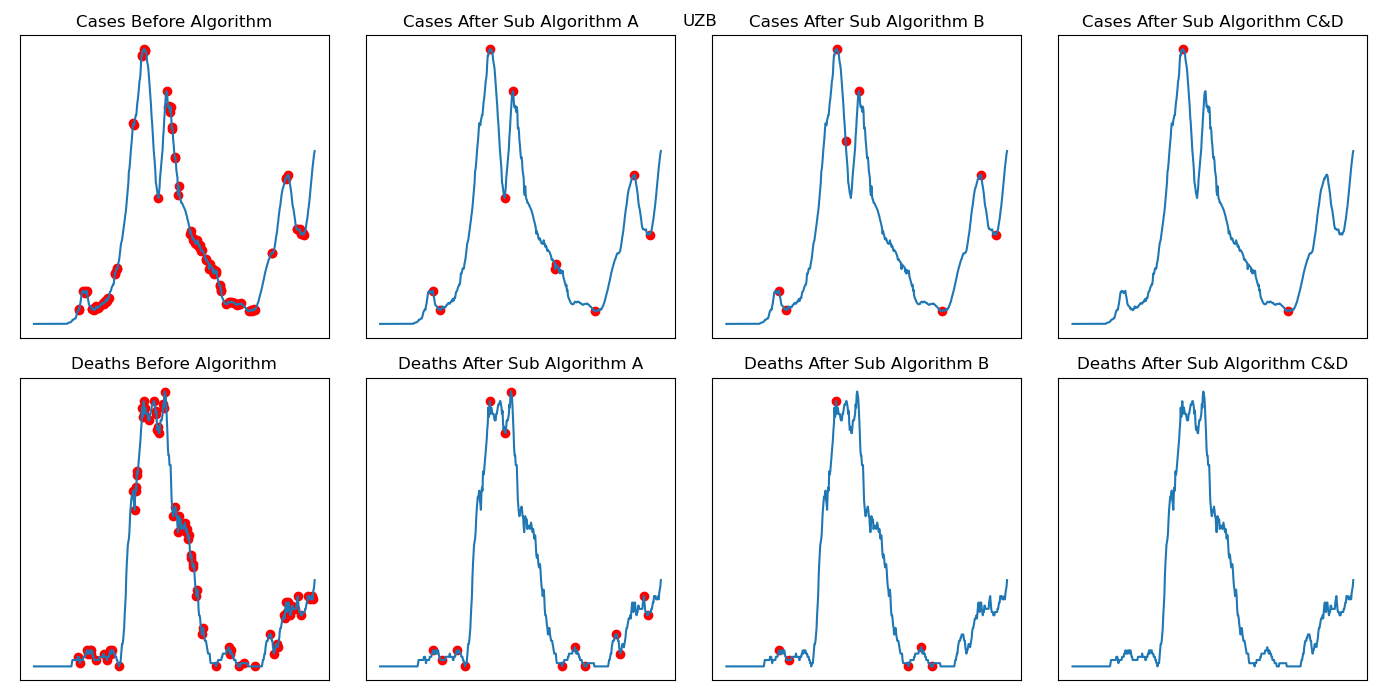 UZB
Cases Before Algorithm
Cases After Sub Algorithm A
Cases After Sub Algorithm B
Cases After Sub Algorithm C&D
Deaths Before Algorithm
Deaths After Sub Algorithm A
Deaths After Sub Algorithm B
Deaths After Sub Algorithm C&D